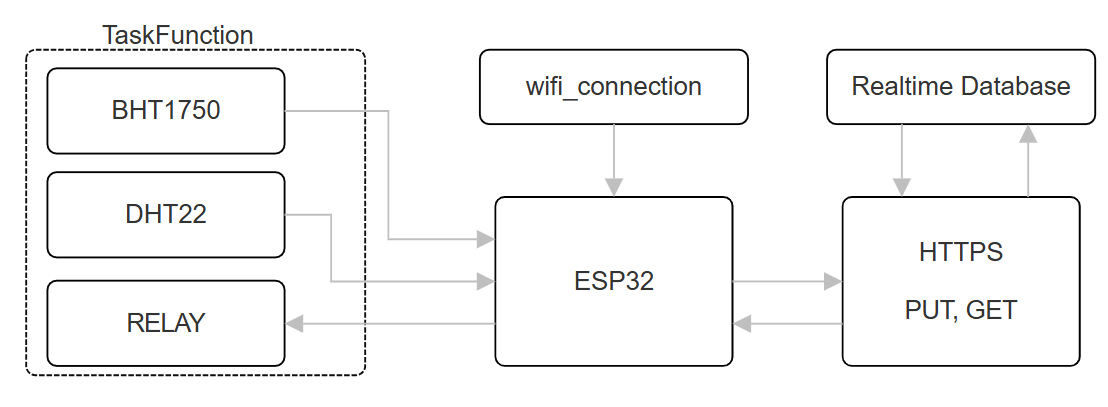 TaskFunction
BHT1750
DHT22
RELAY
wifi_connection
ESP32
Realtime Database
HTTPS
PUT, GET